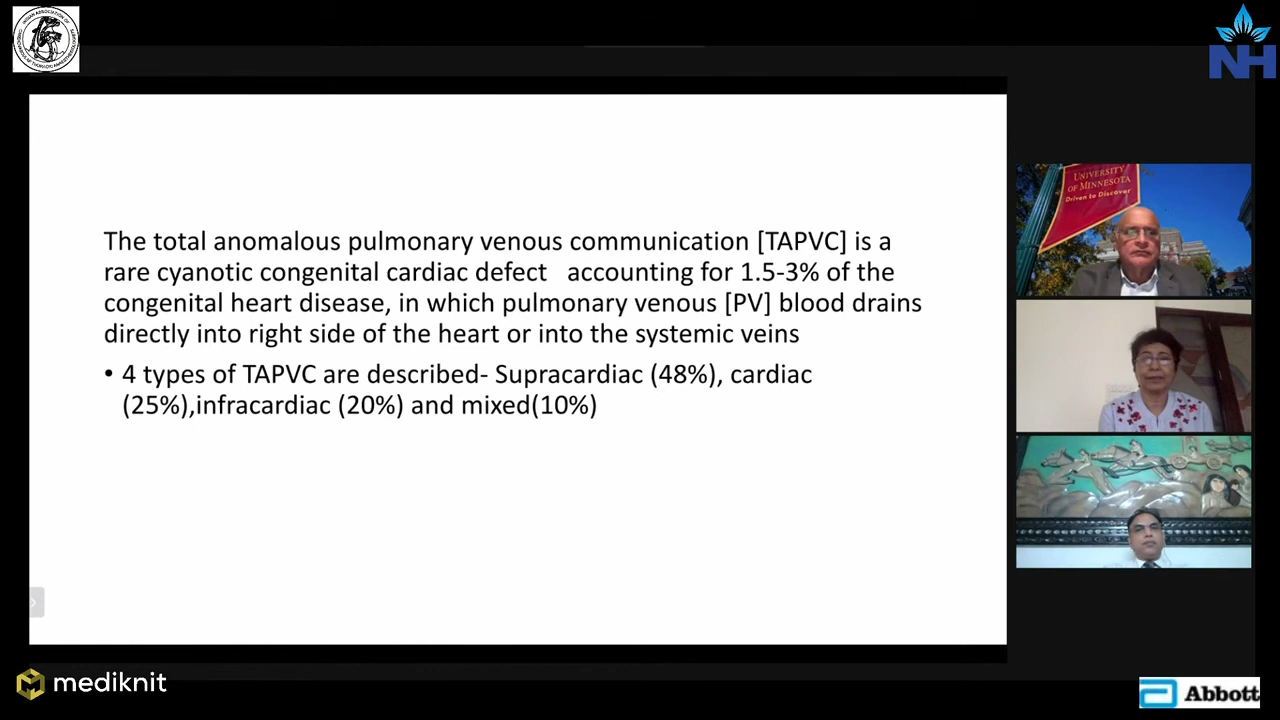 NH
UNIVERSITY
OF MINNESOTA
Driven to Discover
The total anomalous pulmonary venous communication [TAPVC] is a
rare cyanotic congenital cardiac defect   accounting for 1.5-3% of the
congenital heart disease, in which pulmonary venous [PV] blood drains
directly into right side of the heart or into the systemic veins
• 4 types of TAPVC are described- Supracardiac (48%), cardiac
(25%),infracardiac (20%) and mixed(10%)
mediknit
Abbott